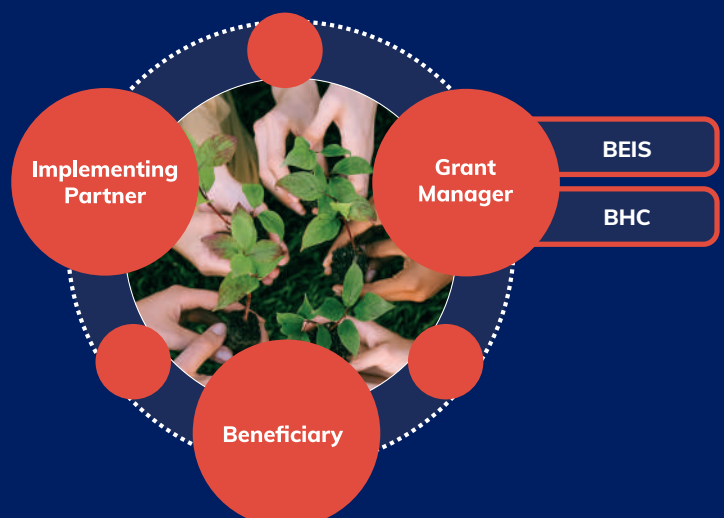 Implementing
Partner
Grant
Manager
BEIS
BHC
Beneficiary